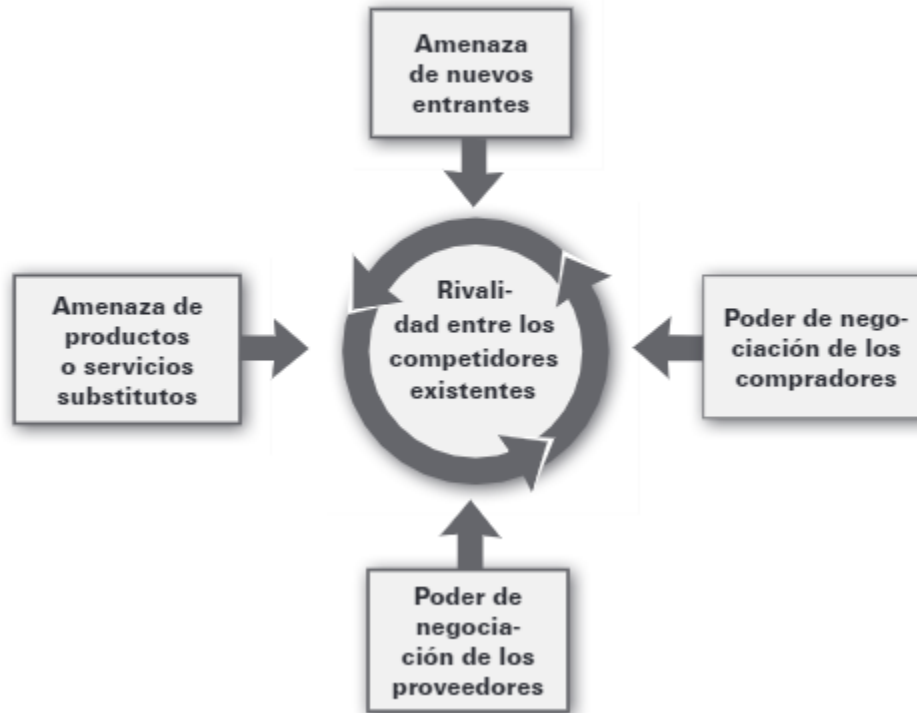 Amenaza
de nuevos
entrantes
Amenaza de
productos
o servicios
substitutos
Rivali-
dad entre los
competidores
existentes
Poder de nego-
ciación de los
compradores
Poder de
negocia-
ción de los
proveedores